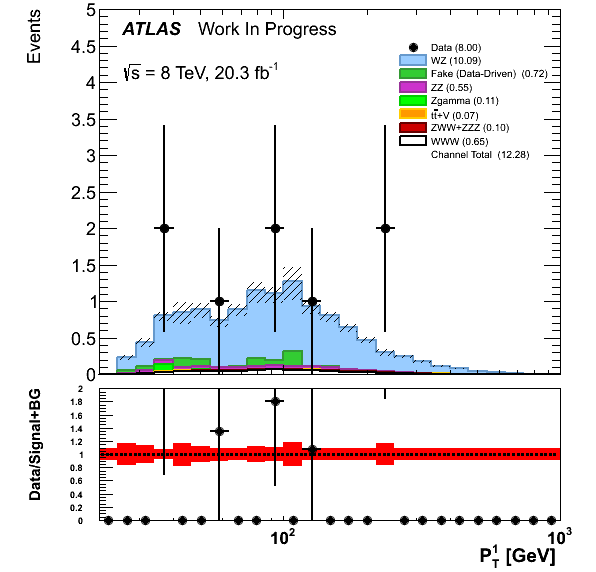 Events
5
4.5
4
3.5
3
2.5
2
1.5
1
0.5
0
ATLAS Work In Progress
√s = 8 TeV, 20.3 fb⁻¹
Data (8.00)
WZ (10.09)
Fake (Data-Driven) (0.72)
ZZ (0.55)
Zgamma (0.11)
tt̄+V (0.07)
ZWW+ZZZ (0.10)
WWW (0.65)
Channel Total (12.28)
Data/Signal+BG
2
1.8
1.6
1.4
1.2
1
0.8
0.6
0.4
0.2
0
10²
10³
P¹_T [GeV]